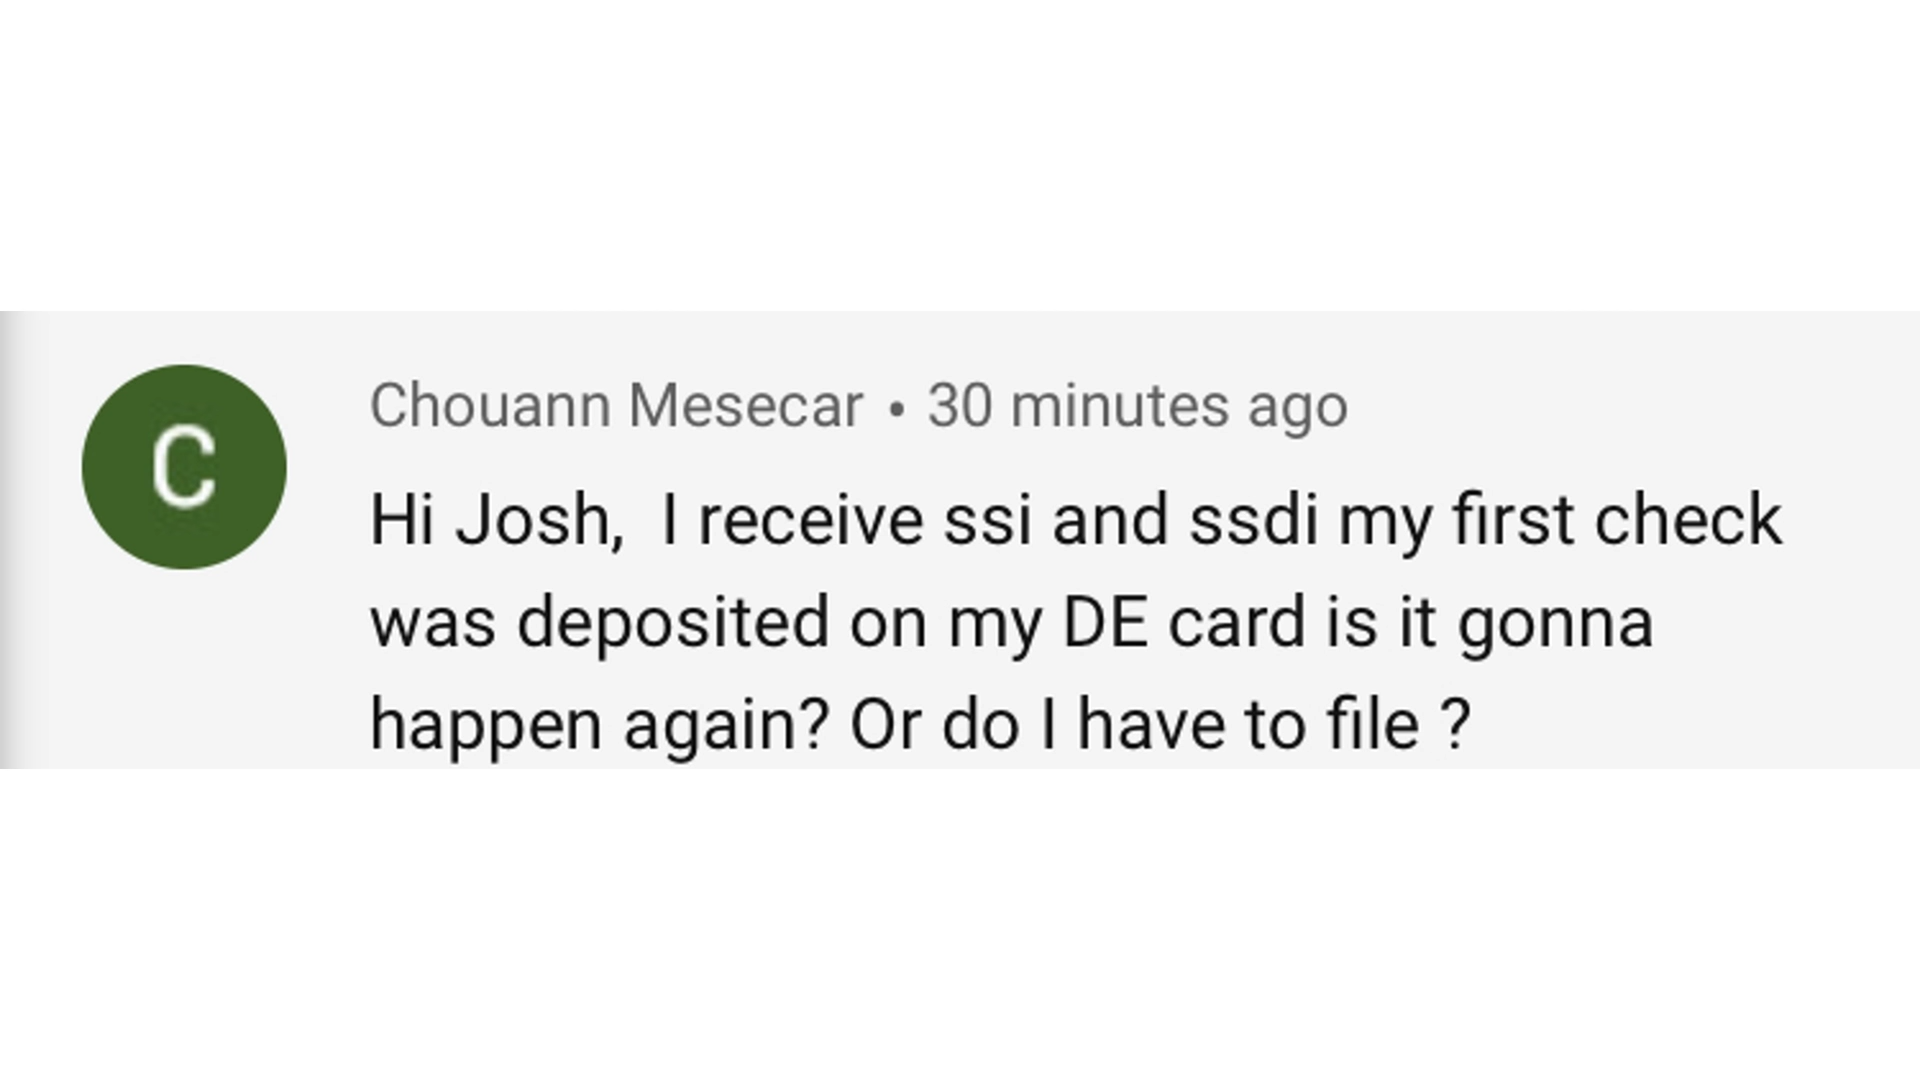 C
Chouann Mesecar • 30 minutes ago
Hi Josh,  I receive ssi and ssdi my first check
was deposited on my DE card is it gonna
happen again? Or do I have to file ?